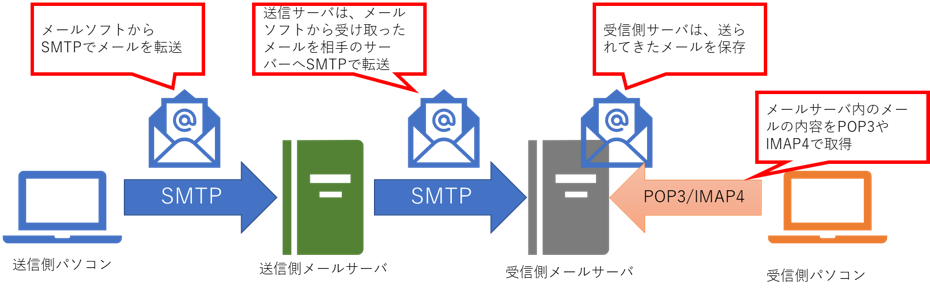 メールソフトから
SMTPでメールを転送
送信サーバは、メール
ソフトから受け取った
メールを相手のサー
バーへSMTPで転送
受信側サーバは、送ら
れてきたメールを保存
メールサーバ内のメー
ルの内容をPOP3や
IMAP4で取得
@
@
@
SMTP
SMTP
POP3/IMAP4
送信側パソコン
送信側メールサーバ
受信側メールサーバ
受信側パソコン